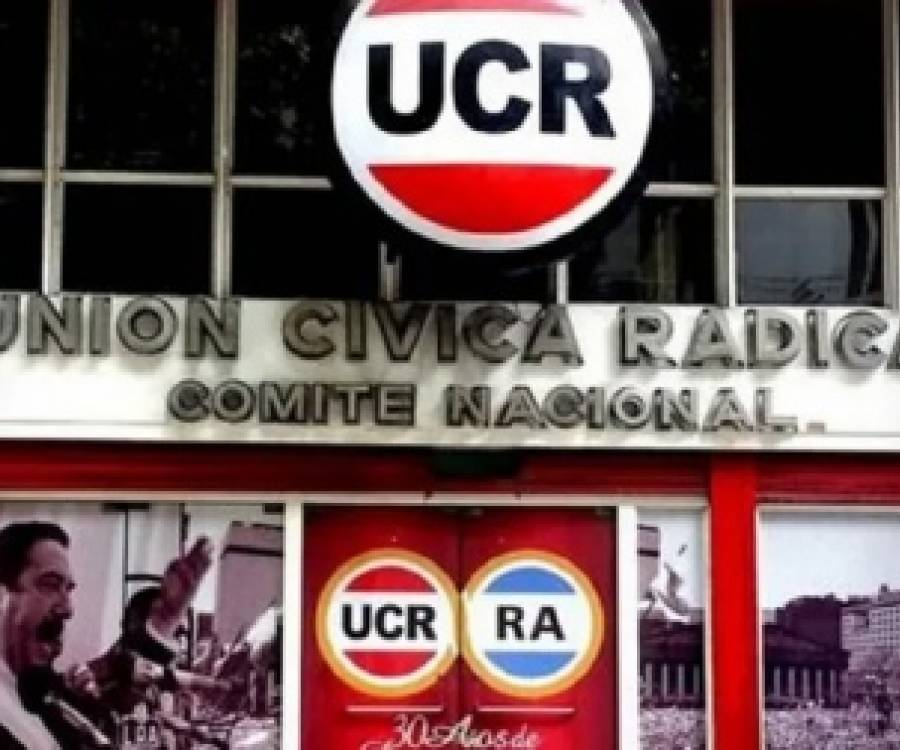 UCR
UNION CIVICA RADICA
COMITE NACIONAL
UCR RA
30 Años de